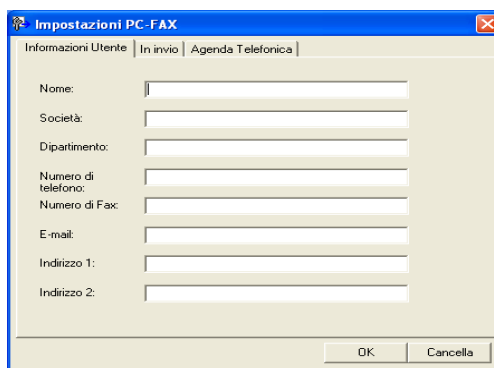 Impostazioni PC-FAX
Informazioni Utente In invio Agenda Telefonica
Nome:
Società:
Dipartimento:
Numero di
telefono:
Numero di Fax:
E-mail:
Indirizzo 1:
Indirizzo 2:
OK Cancella